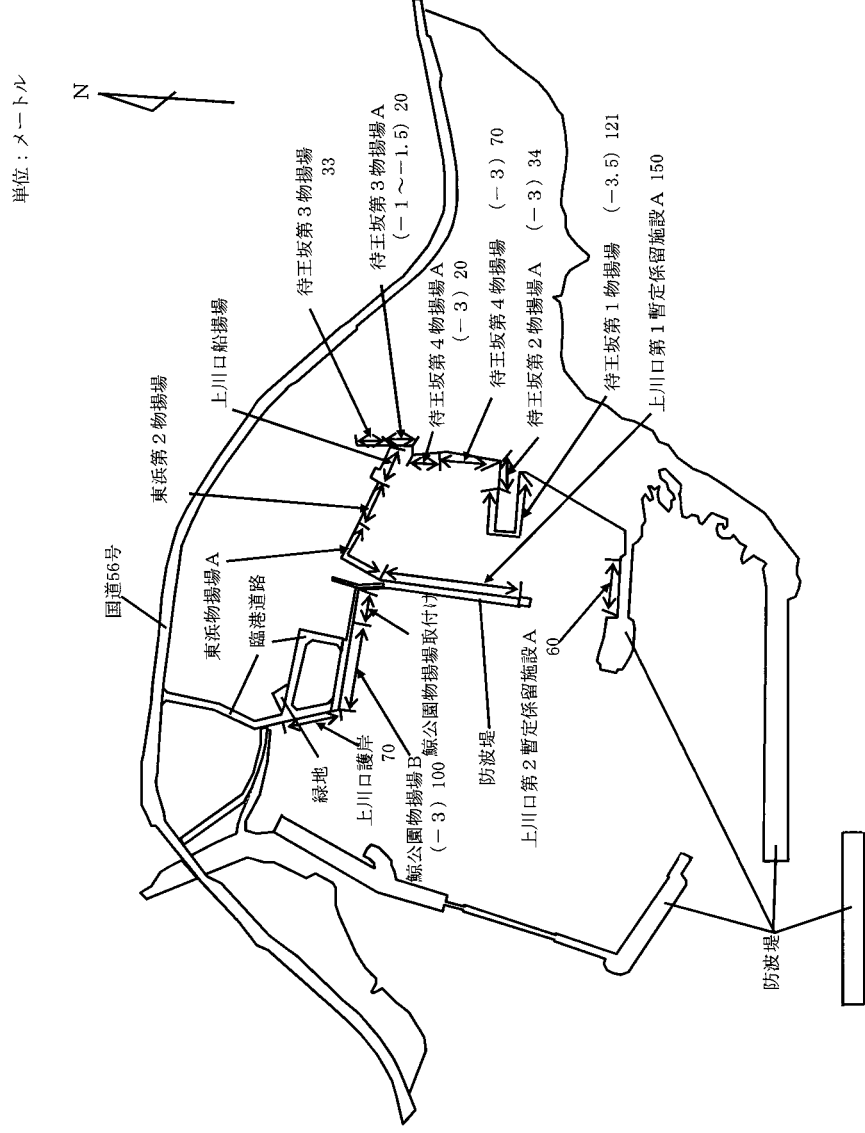 単位：メートル
N
国道56号
東浜第2物揚場
上川口船揚場
待王坂第3物揚場
33
待王坂第3物揚場A
(－1～－1.5) 20
待王坂第4物揚場A
(－3) 20
待王坂第4物揚場 (－3) 70
待王坂第2物揚場A (－3) 34
待王坂第1物揚場 (－3.5) 121
上川口第1暫定係留施設A 150
東浜物揚場A
臨港道路
緑地
上川口護岸
70
鯨公園物揚場B
(－3) 100
鯨公園物揚場取付け
防波堤
上川口第2暫定係留施設A
60
防波堤